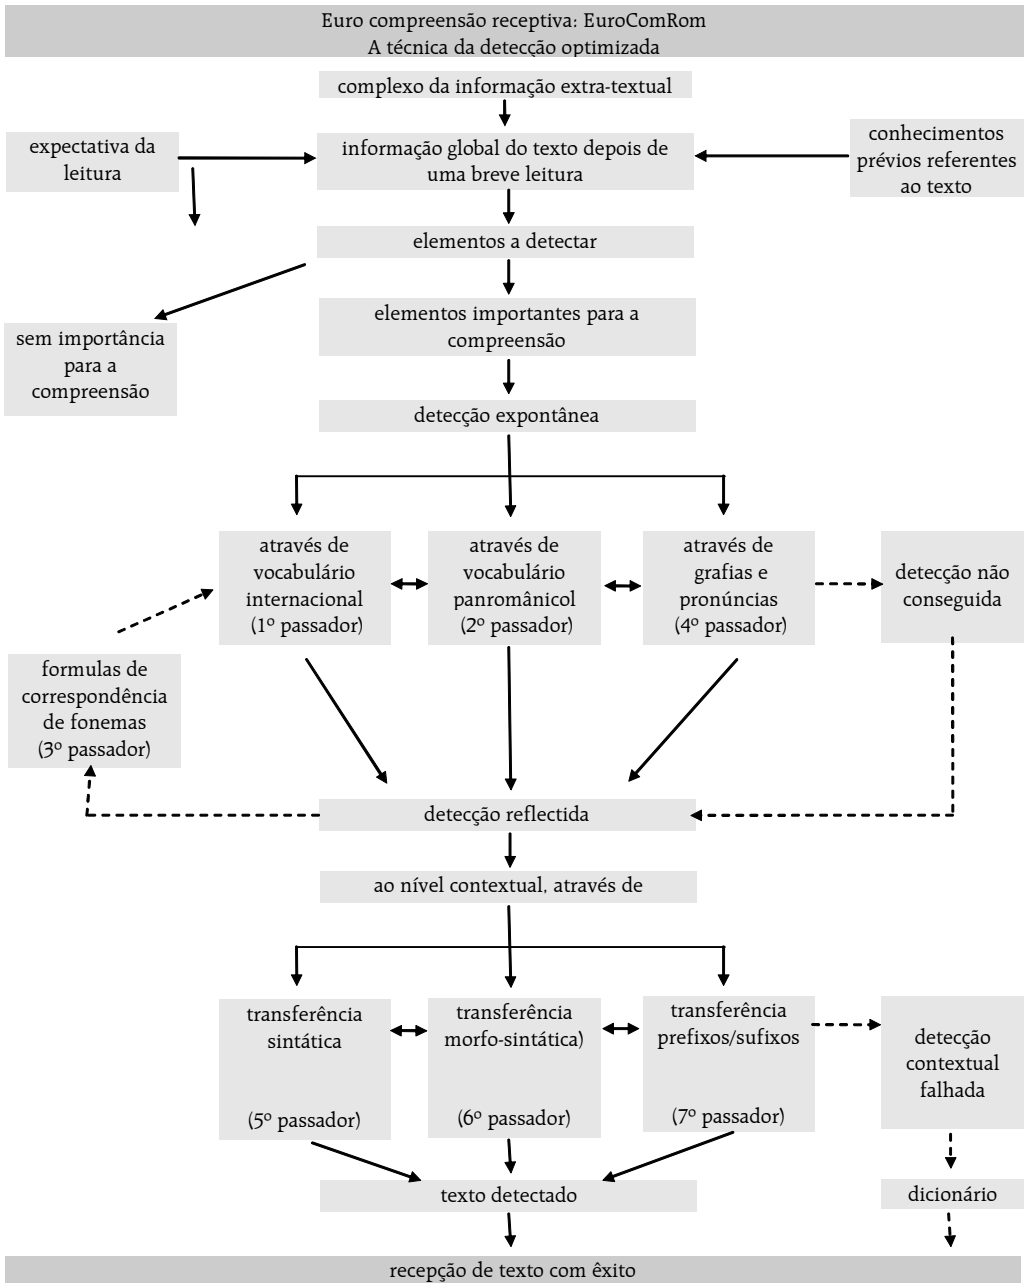 Euro compreensão receptiva: EuroComRom
A técnica da detecção optimizada
complexo da informação extra-textual
expectativa da
leitura
informação global do texto depois de
uma breve leitura
conhecimentos
prévios referentes
ao texto
elementos a detectar
elementos importantes para a
compreensão
sem importância
para a
compreensão
detecção expontânea
através de
vocabulário
internacional
(1º passador)
através de
vocabulário
panromânicol
(2º passador)
através de
grafias e
pronúncias
(4º passador)
detecção não
conseguida
formulas de
correspondência
de fonemas
(3º passador)
detecção reflectida
ao nível contextual, através de
transferência
sintática
(5º passador)
transferência
morfo-sintática)
(6º passador)
transferência
prefixos/sufixos
(7º passador)
detecção
contextual
falhada
texto detectado
dicionário
recepção de texto com êxito